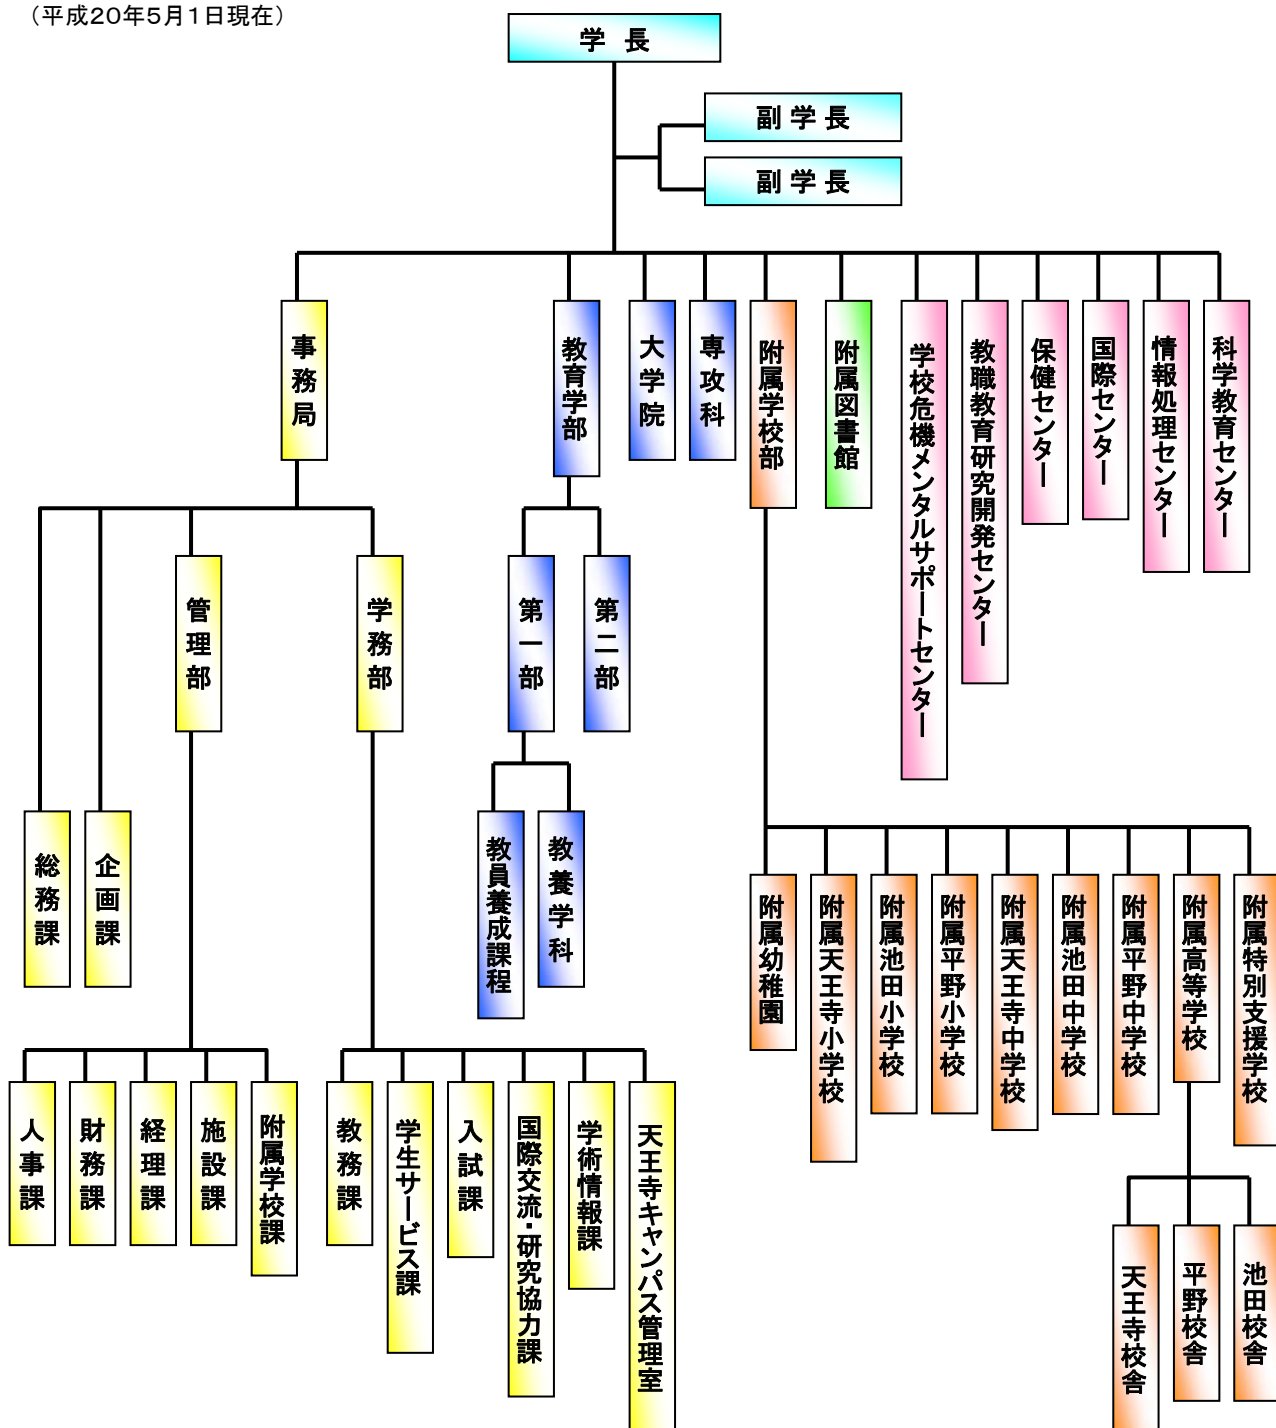 （平成20年5月1日現在）
学 長
副 学 長
副 学 長
事務局
教育学部
大学院
専攻科
附属学校部
附属図書館
学校危機メンタルサポートセンター
教職教育研究開発センター
保健センター
国際センター
情報処理センター
科学教育センター
管理部
学務部
第一部
第二部
総務課
企画課
教員養成課程
教養学科
附属幼稚園
附属天王寺小学校
附属池田小学校
附属平野小学校
附属天王寺中学校
附属池田中学校
附属平野中学校
附属高等学校
附属特別支援学校
人事課
財務課
経理課
施設課
附属学校課
教務課
学生サービス課
入試課
国際交流・研究協力課
学術情報課
天王寺キャンパス管理室
天王寺校舎
平野校舎
池田校舎